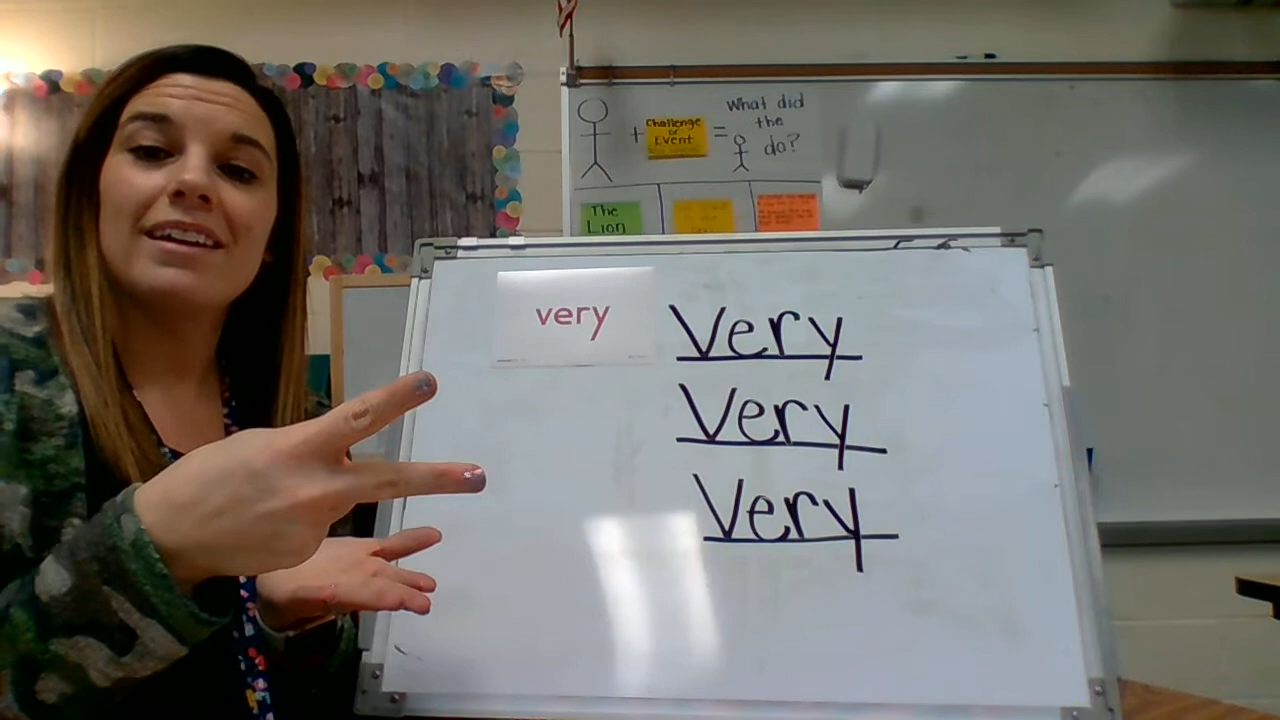 What did
the
do?
+
Challenge
or
Event
=
The
Lion
very
Very
Very
Very